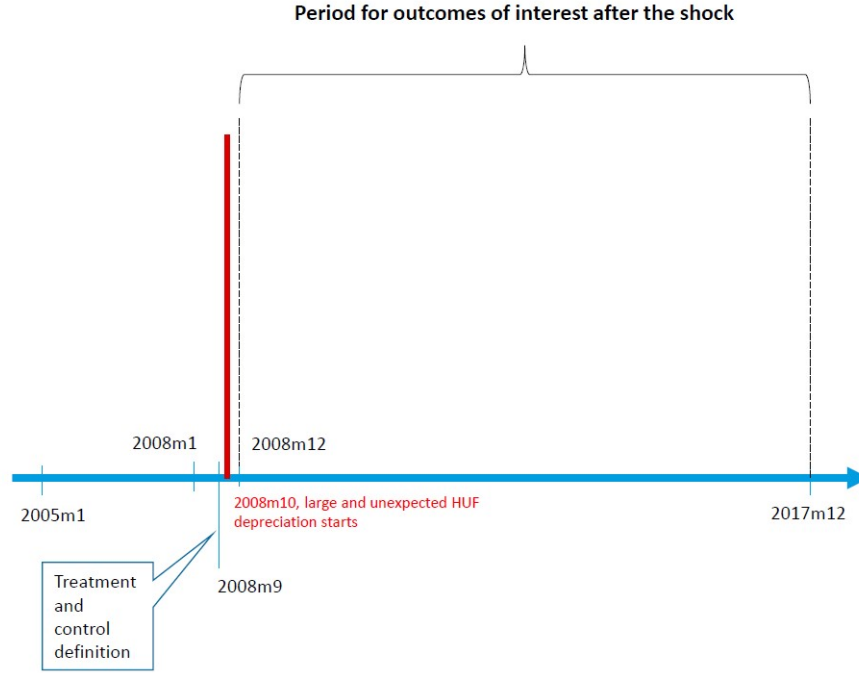 Period for outcomes of interest after the shock
2008m1
2008m12
2005m1
2008m10, large and unexpected HUF
depreciation starts
2017m12
2008m9
Treatment
and
control
definition